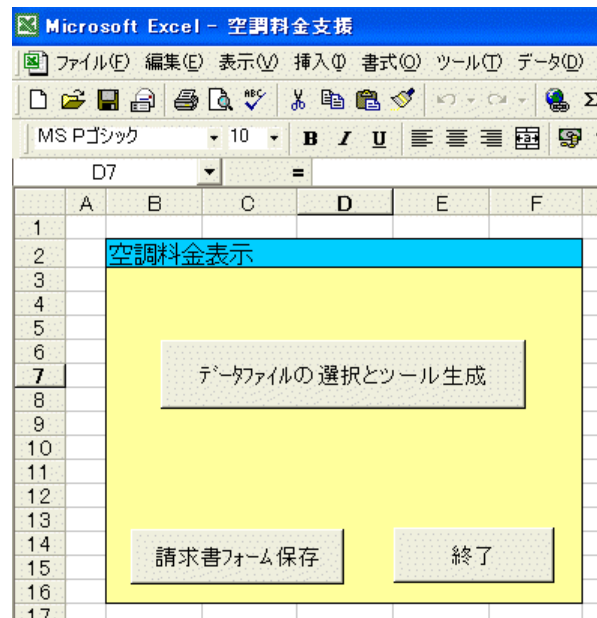 Microsoft Excel - 空調料金支援
ファイル(F) 編集(E) 表示(V) 挿入(I) 書式(O) ツール(T) データ(D)
ABC
MS Pゴシック 10 B I U
D7 =
A B C D E F
1
2 空調料金表示
3
4
5
6
7 データファイルの選択とツール生成
8
9
10
11
12
13
14
15 請求書フォーム保存 終了
16
17